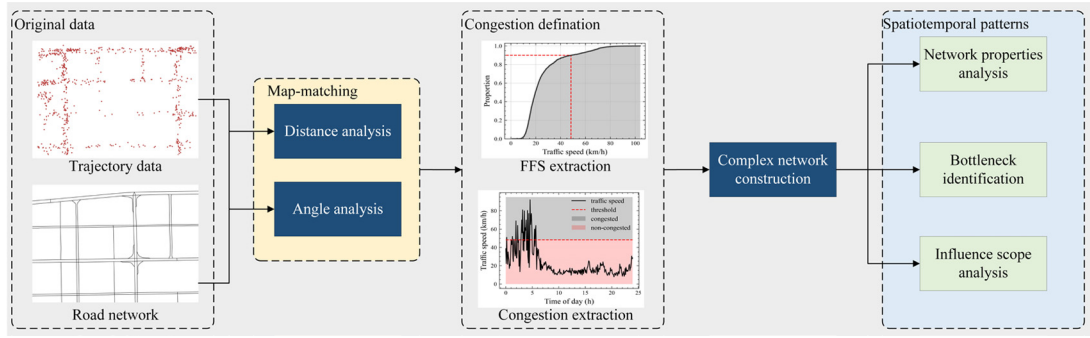 Original data
Trajectory data
Road network
Map-matching
Distance analysis
Angle analysis
Congestion defination
1.0
0.8
0.6
0.4
0.2
0.0
Proportion
0
20
40
60
80
100
Traffic speed (km/h)
FFS extraction
traffic speed
threshold
congested
non-congested
80
60
40
20
0
Traffic speed (km/h)
0
5
10
15
20
25
Time of day (h)
Congestion extraction
Complex network
construction
Spatiotemporal patterns
Network properties
analysis
Bottleneck
identification
Influence scope
analysis